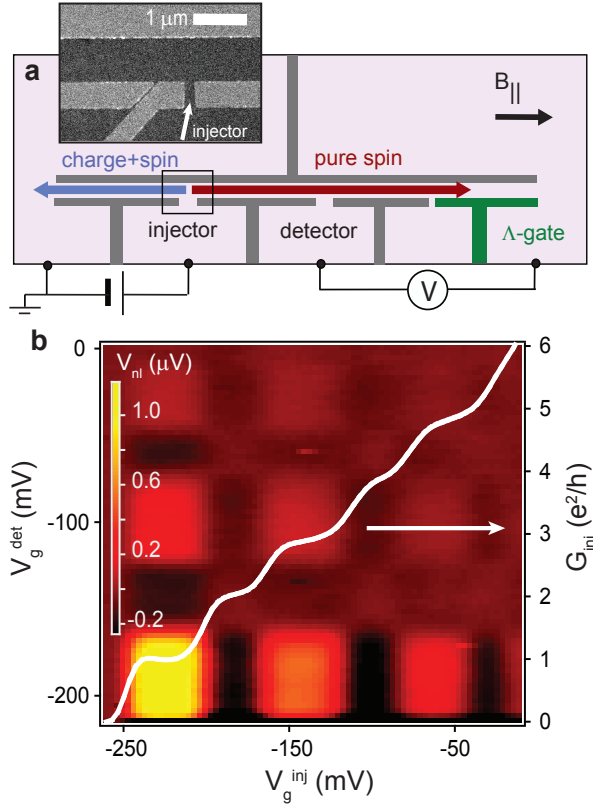 1 μm
a
injector
B||
charge+spin
pure spin
injector
detector
Λ-gate
V
b
V_nl (μV)
1.0
0.6
0.2
-0.2
0
-100
-200
V_g^det (mV)
6
5
4
3
2
1
0
G_inj (e²/h)
-250
-150
-50
V_g^inj (mV)